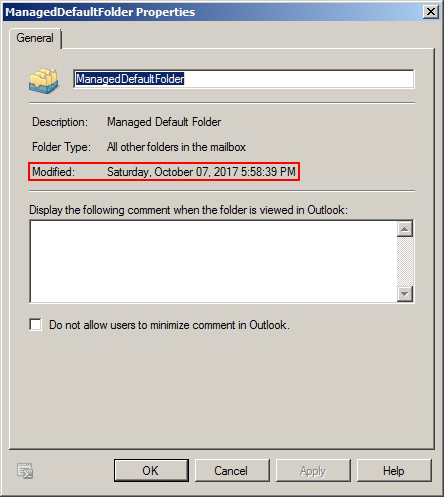 ManagedDefaultFolder Properties
General
ManagedDefaultFolder
Description: Managed Default Folder
Folder Type: All other folders in the mailbox
Modified: Saturday, October 07, 2017 5:58:39 PM
Display the following comment when the folder is viewed in Outlook:
Do not allow users to minimize comment in Outlook.
OK Cancel Apply Help